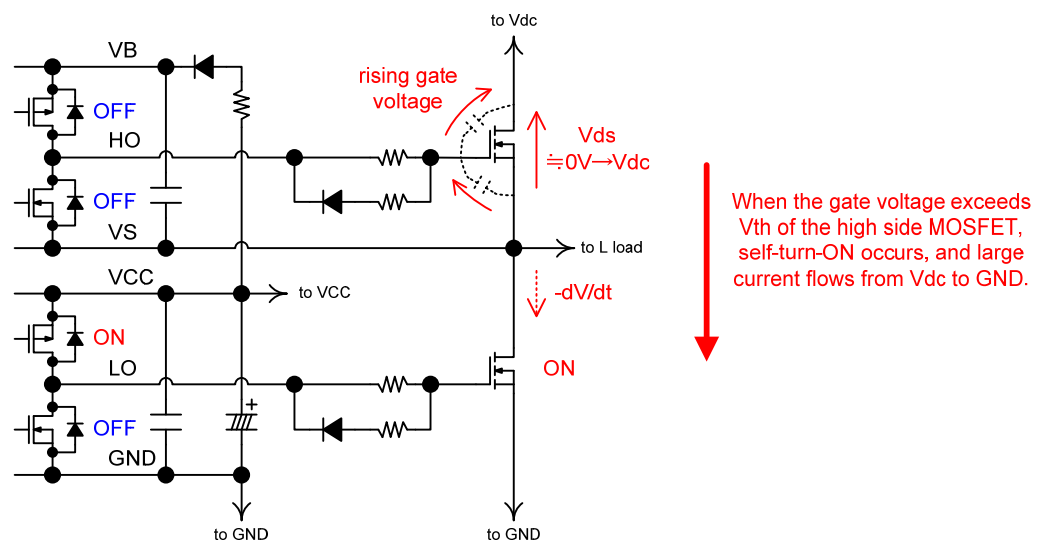 to Vdc
VB
rising gate
voltage
OFF
HO
Vds
≒0V→Vdc
OFF
VS
When the gate voltage exceeds
Vth of the high side MOSFET,
self-turn-ON occurs, and large
current flows from Vdc to GND.
to L load
VCC
to VCC
-dV/dt
ON
LO
ON
+
OFF
GND
to GND
to GND